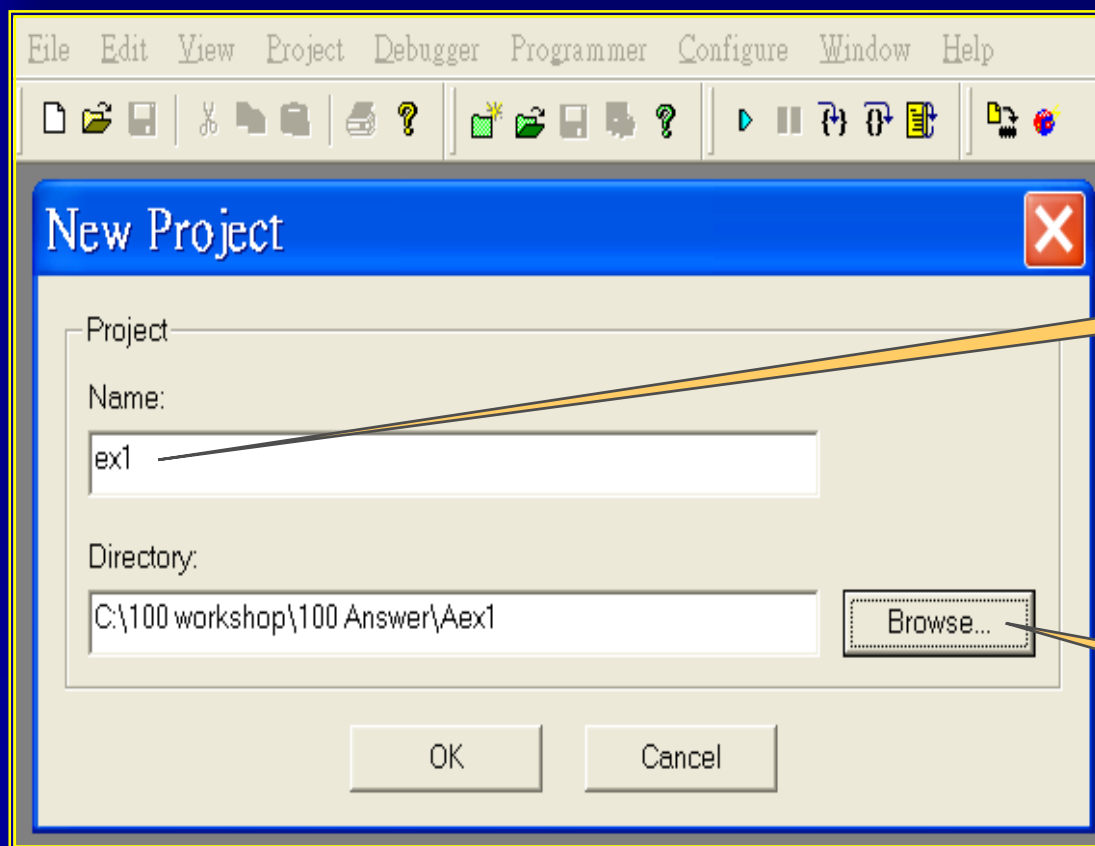 File Edit View Project Debugger Programmer Configure Window Help
New Project
Project
Name:
ex1
Directory:
C:\100 workshop\100 Answer\Aex1
Browse...
OK Cancel